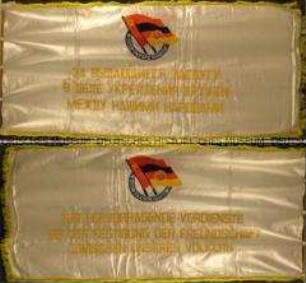 ЗА ВЫДАЮЩИЕСЯ ЗАСЛУГИ
В ДЕЛЕ УКРЕПЛЕНИЯ ДРУЖБЫ
МЕЖДУ НАШИМИ НАРОДАМИ
FÜR HERVORRAGENDE VERDIENSTE
BEI DER FESTIGUNG DER FREUNDSCHAFT
ZWISCHEN UNSEREN VÖLKERN